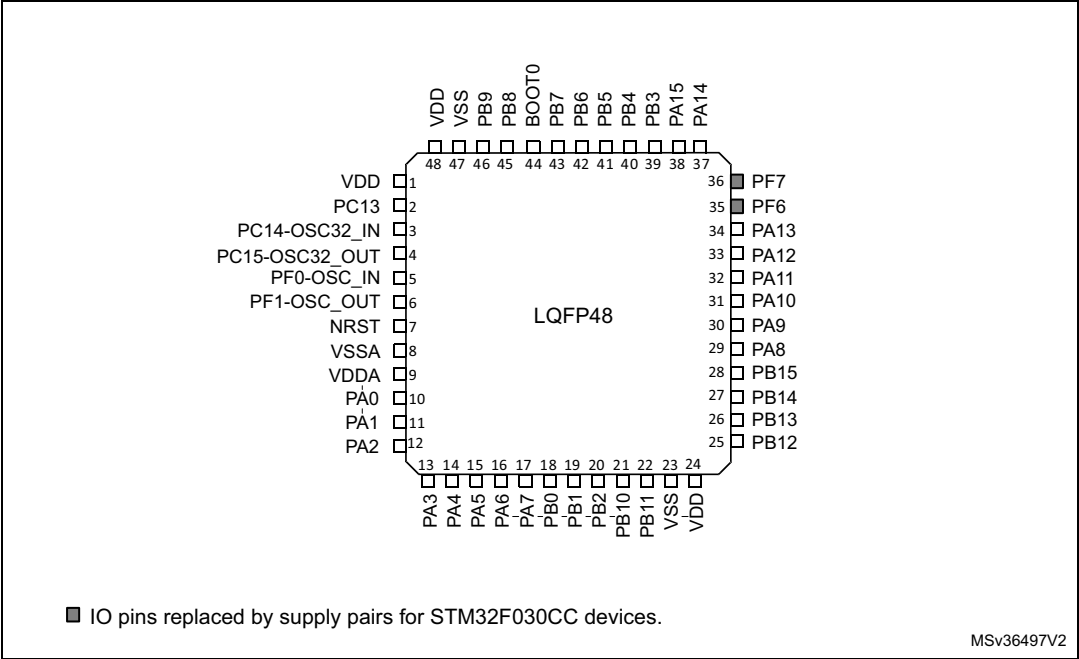 VDD
VSS
PB9
PB8
BOOT0
PB7
PB6
PB5
PB4
PB3
PA15
PA14
48 47 46 45 44 43 42 41 40 39 38 37
VDD 1
PC13 2
PC14-OSC32_IN 3
PC15-OSC32_OUT 4
PF0-OSC_IN 5
PF1-OSC_OUT 6
NRST 7
VSSA 8
VDDA 9
PA0 10
PA1 11
PA2 12
LQFP48
36 PF7
35 PF6
34 PA13
33 PA12
32 PA11
31 PA10
30 PA9
29 PA8
28 PB15
27 PB14
26 PB13
25 PB12
13 14 15 16 17 18 19 20 21 22 23 24
PA3
PA4
PA5
PA6
PA7
PB0
PB1
PB2
PB10
PB11
VSS
VDD
IO pins replaced by supply pairs for STM32F030CC devices.
MSv36497V2